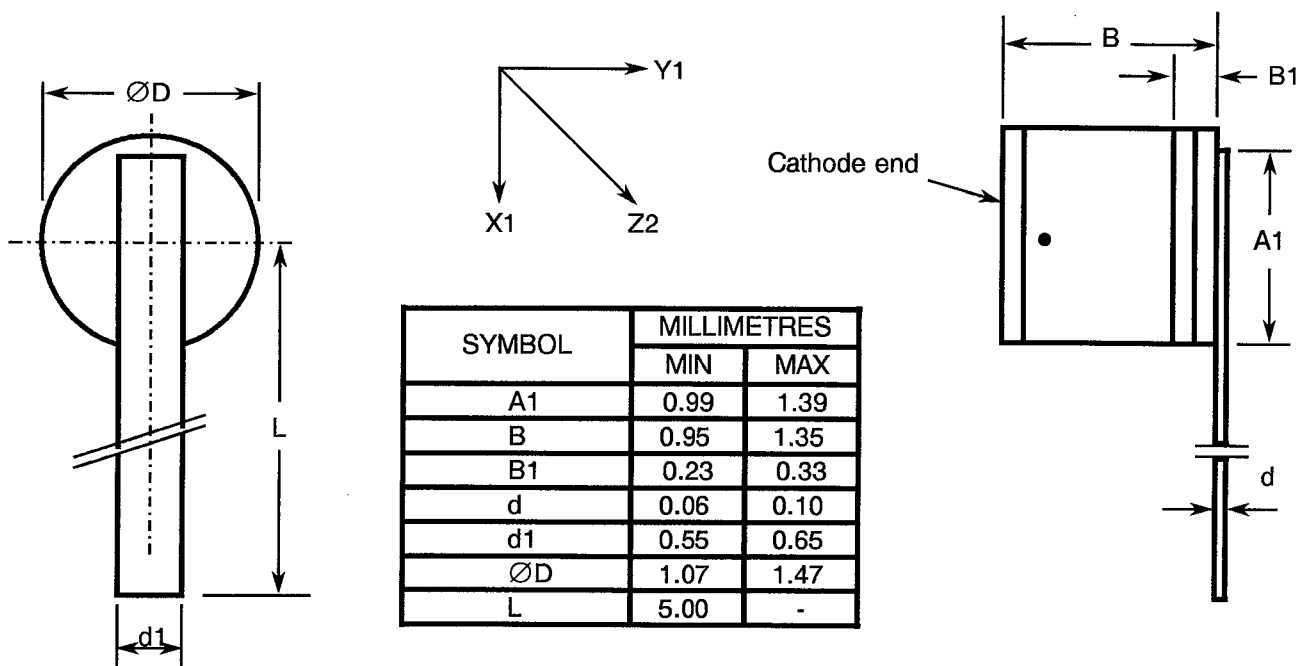 ØD
Y1
X1
Z2
B
B1
Cathode end
A1
L
d
d1
SYMBOL MILLIMETRES
MIN MAX
A1 0.99 1.39
B 0.95 1.35
B1 0.23 0.33
d 0.06 0.10
d1 0.55 0.65
ØD 1.07 1.47
L 5.00 -